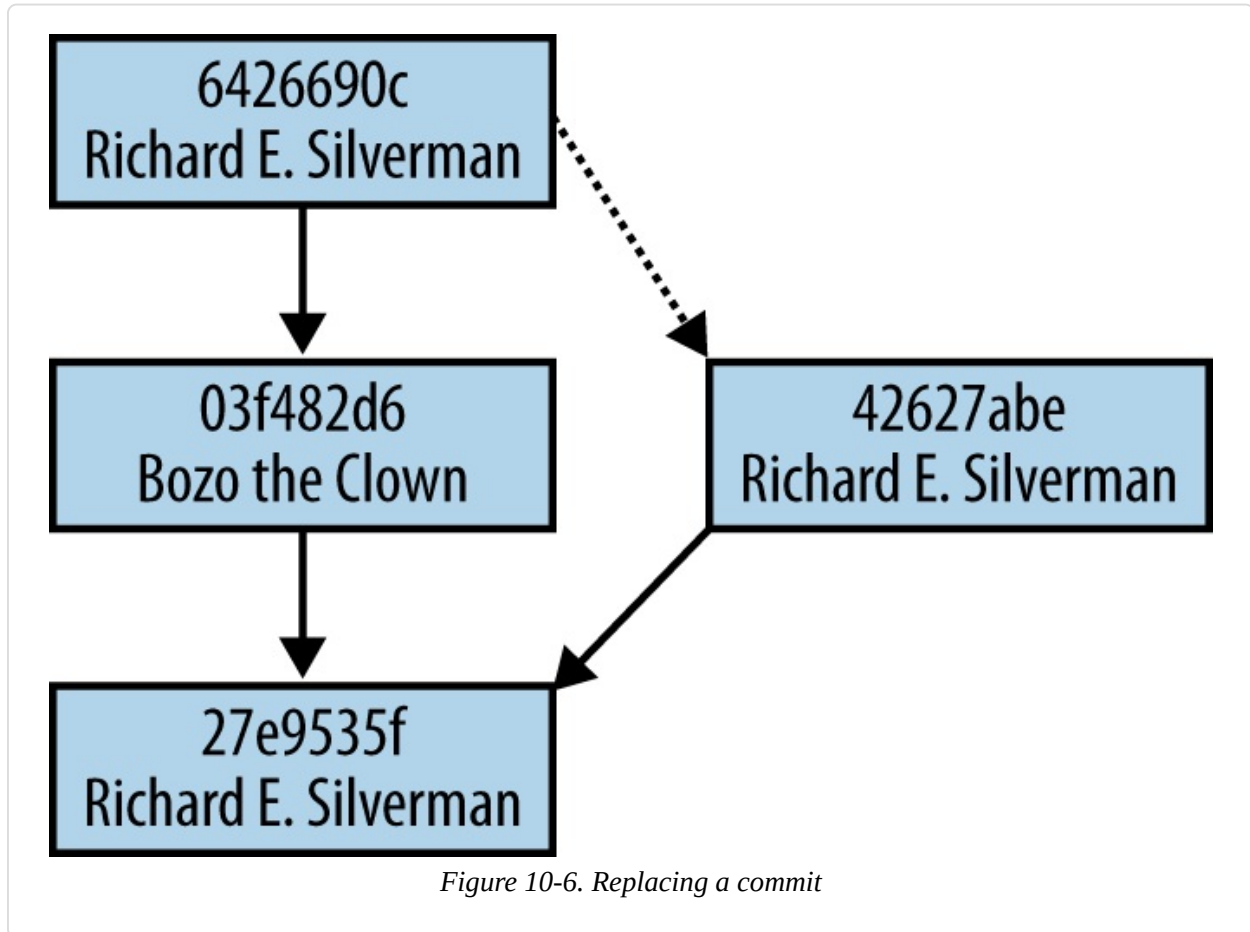 6426690c
Richard E. Silverman
03f482d6
Bozo the Clown
42627abe
Richard E. Silverman
27e9535f
Richard E. Silverman
Figure 10-6. Replacing a commit